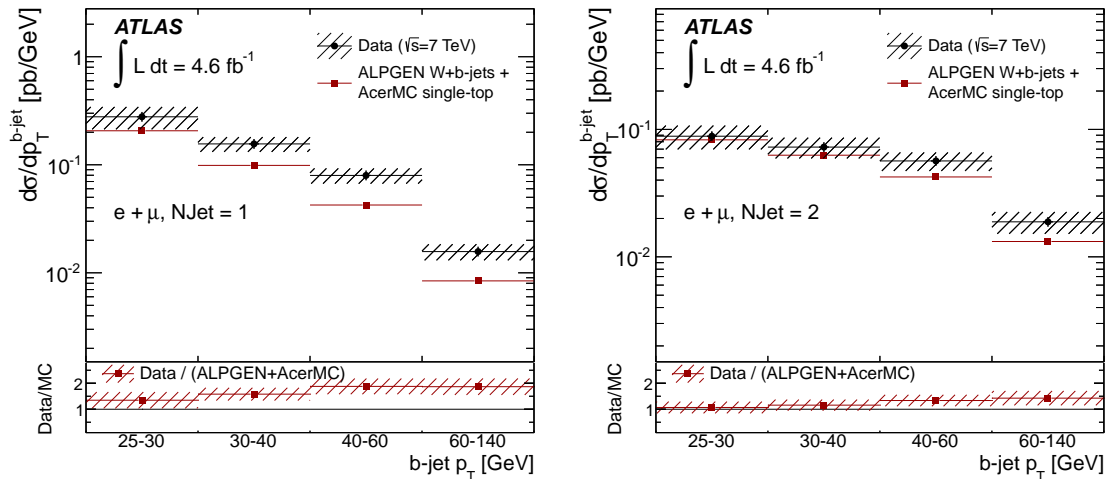 ATLAS
∫ L dt = 4.6 fb⁻¹
Data (√s=7 TeV)
ALPGEN W+b-jets +
AcerMC single-top
dσ/dp_T^{b-jet} [pb/GeV]
1
10⁻¹
e + μ, NJet = 1
10⁻²
Data / (ALPGEN+AcerMC)
Data/MC
2
1
25-30 30-40 40-60 60-140
b-jet p_T [GeV]
ATLAS
∫ L dt = 4.6 fb⁻¹
Data (√s=7 TeV)
ALPGEN W+b-jets +
AcerMC single-top
dσ/dp_T^{b-jet} [pb/GeV]
10⁻¹
e + μ, NJet = 2
10⁻²
Data / (ALPGEN+AcerMC)
Data/MC
2
1
25-30 30-40 40-60 60-140
b-jet p_T [GeV]